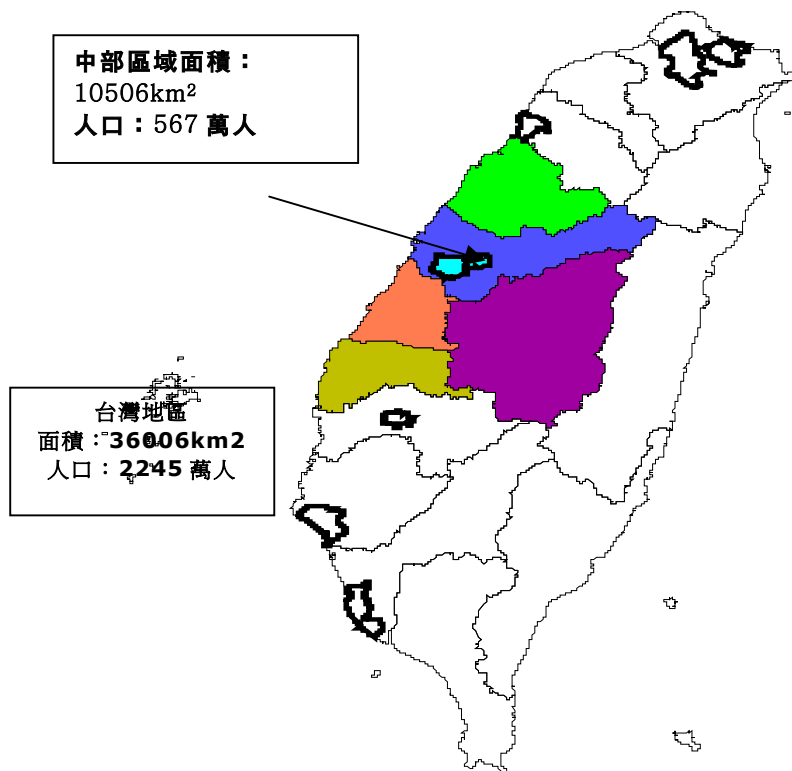 中部區域面積：
10506km²
人口：567 萬人
台灣地區
面積：36006km2
人口：2245 萬人